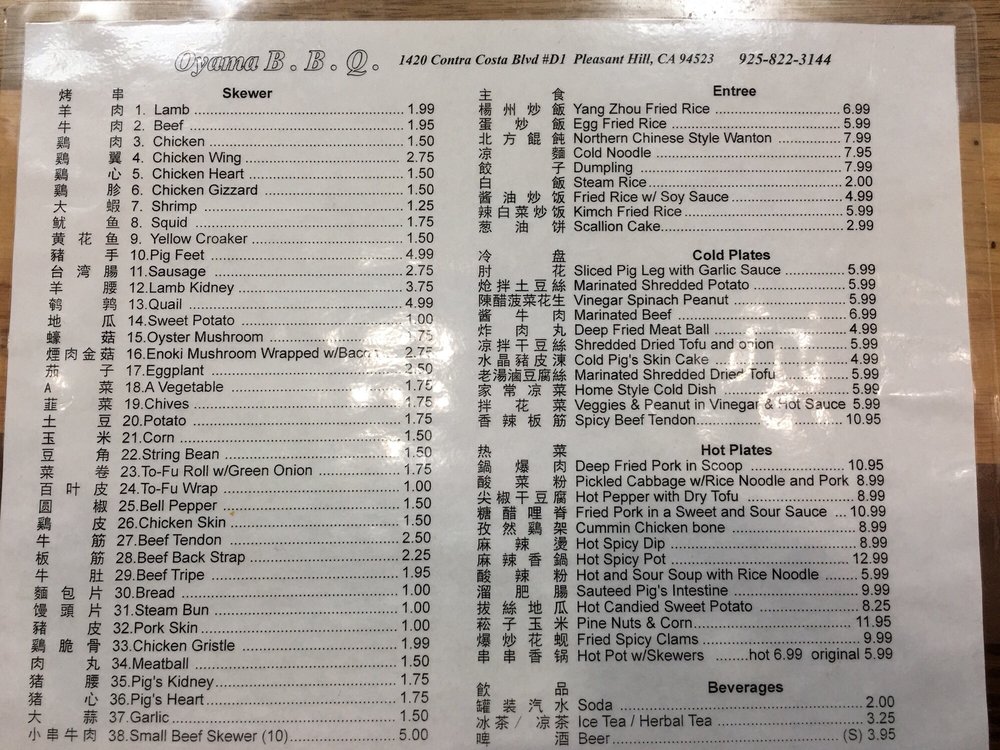 Oyama B.B.Q. 1420 Contra Costa Blvd #D1 Pleasant Hill, CA 94523 925-822-3144
烤串 Skewer
羊肉 1. Lamb 1.99
牛肉 2. Beef 1.95
鷄肉 3. Chicken 1.50
鷄翼 4. Chicken Wing 2.75
鷄心 5. Chicken Heart 1.50
鷄胗 6. Chicken Gizzard 1.50
大蝦 7. Shrimp 1.25
魷鱼 8. Squid 1.75
黄花鱼 9. Yellow Croaker 1.50
豬手 10.Pig Feet 4.99
台湾腸 11.Sausage 2.75
羊腰 12.Lamb Kidney 3.75
鹌鹑 13.Quail 4.99
地瓜 14.Sweet Potato 1.00
蠔菇 15.Oyster Mushroom 1.75
煙肉金菇 16.Enoki Mushroom Wrapped w/Bacon 2.75
茄子 17.Eggplant 2.50
A菜 18.A Vegetable 1.75
韮菜 19.Chives 1.50
土豆 20.Potato 1.75
玉米 21.Corn 1.50
豆角 22.String Bean 1.50
菜卷 23.To-Fu Roll w/Green Onion 1.75
百叶皮 24.To-Fu Wrap 1.00
圆椒 25.Bell Pepper 1.50
鷄皮 26.Chicken Skin 1.50
牛筋 27.Beef Tendon 2.50
板筋 28.Beef Back Strap 2.25
牛肚 29.Beef Tripe 1.95
麵包片 30.Bread 1.00
馒頭片 31.Steam Bun 1.00
豬皮 32.Pork Skin 1.00
鷄脆骨 33.Chicken Gristle 1.99
肉丸 34.Meatball 1.50
猪腰 35.Pig's Kidney 1.75
猪心 36.Pig's Heart 1.75
大蒜 37.Garlic 1.50
小串牛肉 38.Small Beef Skewer (10) 5.00
主食 Entree
楊州炒飯 Yang Zhou Fried Rice 6.99
蛋炒飯 Egg Fried Rice 5.99
北方餛飩 Northern Chinese Style Wanton 7.99
凉麵 Cold Noodle 7.95
餃子 Dumpling 7.99
白飯 Steam Rice 2.00
酱油炒饭 Fried Rice w/ Soy Sauce 4.99
辣白菜炒饭 Kimch Fried Rice 5.99
葱油饼 Scallion Cake 2.99
冷盘 Cold Plates
肘花 Sliced Pig Leg with Garlic Sauce 5.99
炝拌土豆絲 Marinated Shredded Potato 5.99
陳醋菠菜花生 Vinegar Spinach Peanut 5.99
酱牛肉 Marinated Beef 6.99
炸肉丸 Deep Fried Meat Ball 4.99
凉拌干豆絲 Shredded Dried Tofu and onion 5.99
水晶豬皮凍 Cold Pig's Skin Cake 4.99
老湯滷豆腐絲 Marinated Shredded Dried Tofu 5.99
家常凉菜 Home Style Cold Dish 5.99
拌花菜 Veggies & Peanut in Vinegar & Hot Sauce 5.99
香辣板筋 Spicy Beef Tendon 10.95
热菜 Hot Plates
鍋爆肉 Deep Fried Pork in Scoop 10.95
酸菜粉 Pickled Cabbage w/Rice Noodle and Pork 8.99
尖椒干豆腐 Hot Pepper with Dry Tofu 8.99
糖醋哩脊 Fried Pork in a Sweet and Sour Sauce 10.99
孜然鷄架 Cummin Chicken bone 8.99
麻辣燙 Hot Spicy Dip 8.99
麻辣香鍋 Hot Spicy Pot 12.99
酸辣粉 Hot and Sour Soup with Rice Noodle 5.99
溜肥腸 Sauteed Pig's Intestine 9.99
拔絲地瓜 Hot Candied Sweet Potato 8.25
菘子玉米 Pine Nuts & Corn 11.95
爆炒花蚬 Fried Spicy Clams 9.99
串串香锅 Hot Pot w/Skewers hot 6.99 original 5.99
飲品 Beverages
罐装汽水 Soda 2.00
冰茶/凉茶 Ice Tea / Herbal Tea 3.25
啤酒 Beer (S) 3.95